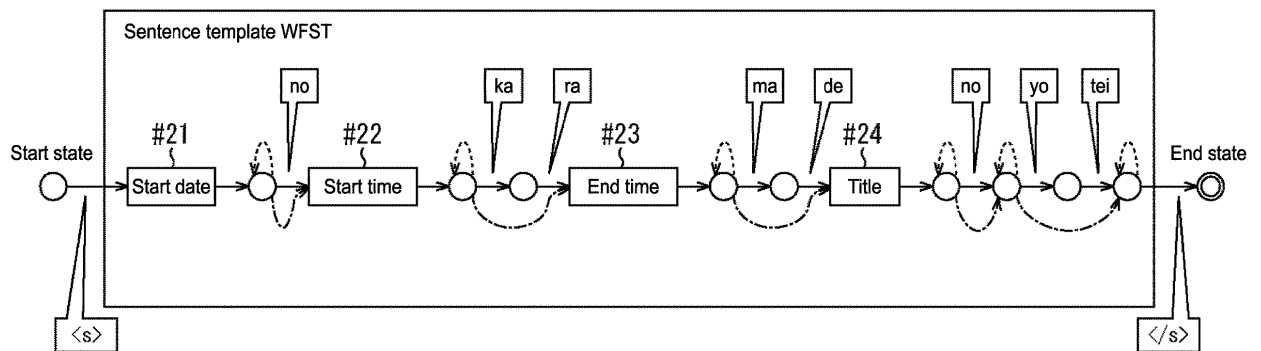 Sentence template WFST
no
ka
ra
ma
de
no
yo
tei
#21
#22
#23
#24
Start state
End state
Start date
Start time
End time
Title
<s>
</s>